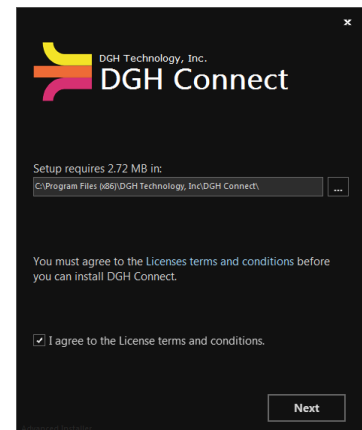 x
DGH Technology, Inc.
DGH Connect
Setup requires 2.72 MB in:
C:\Program Files (x86)\DGH Technology, Inc\DGH Connect\
...
You must agree to the Licenses terms and conditions before
you can install DGH Connect.
I agree to the License terms and conditions.
Next
Advanced Installer